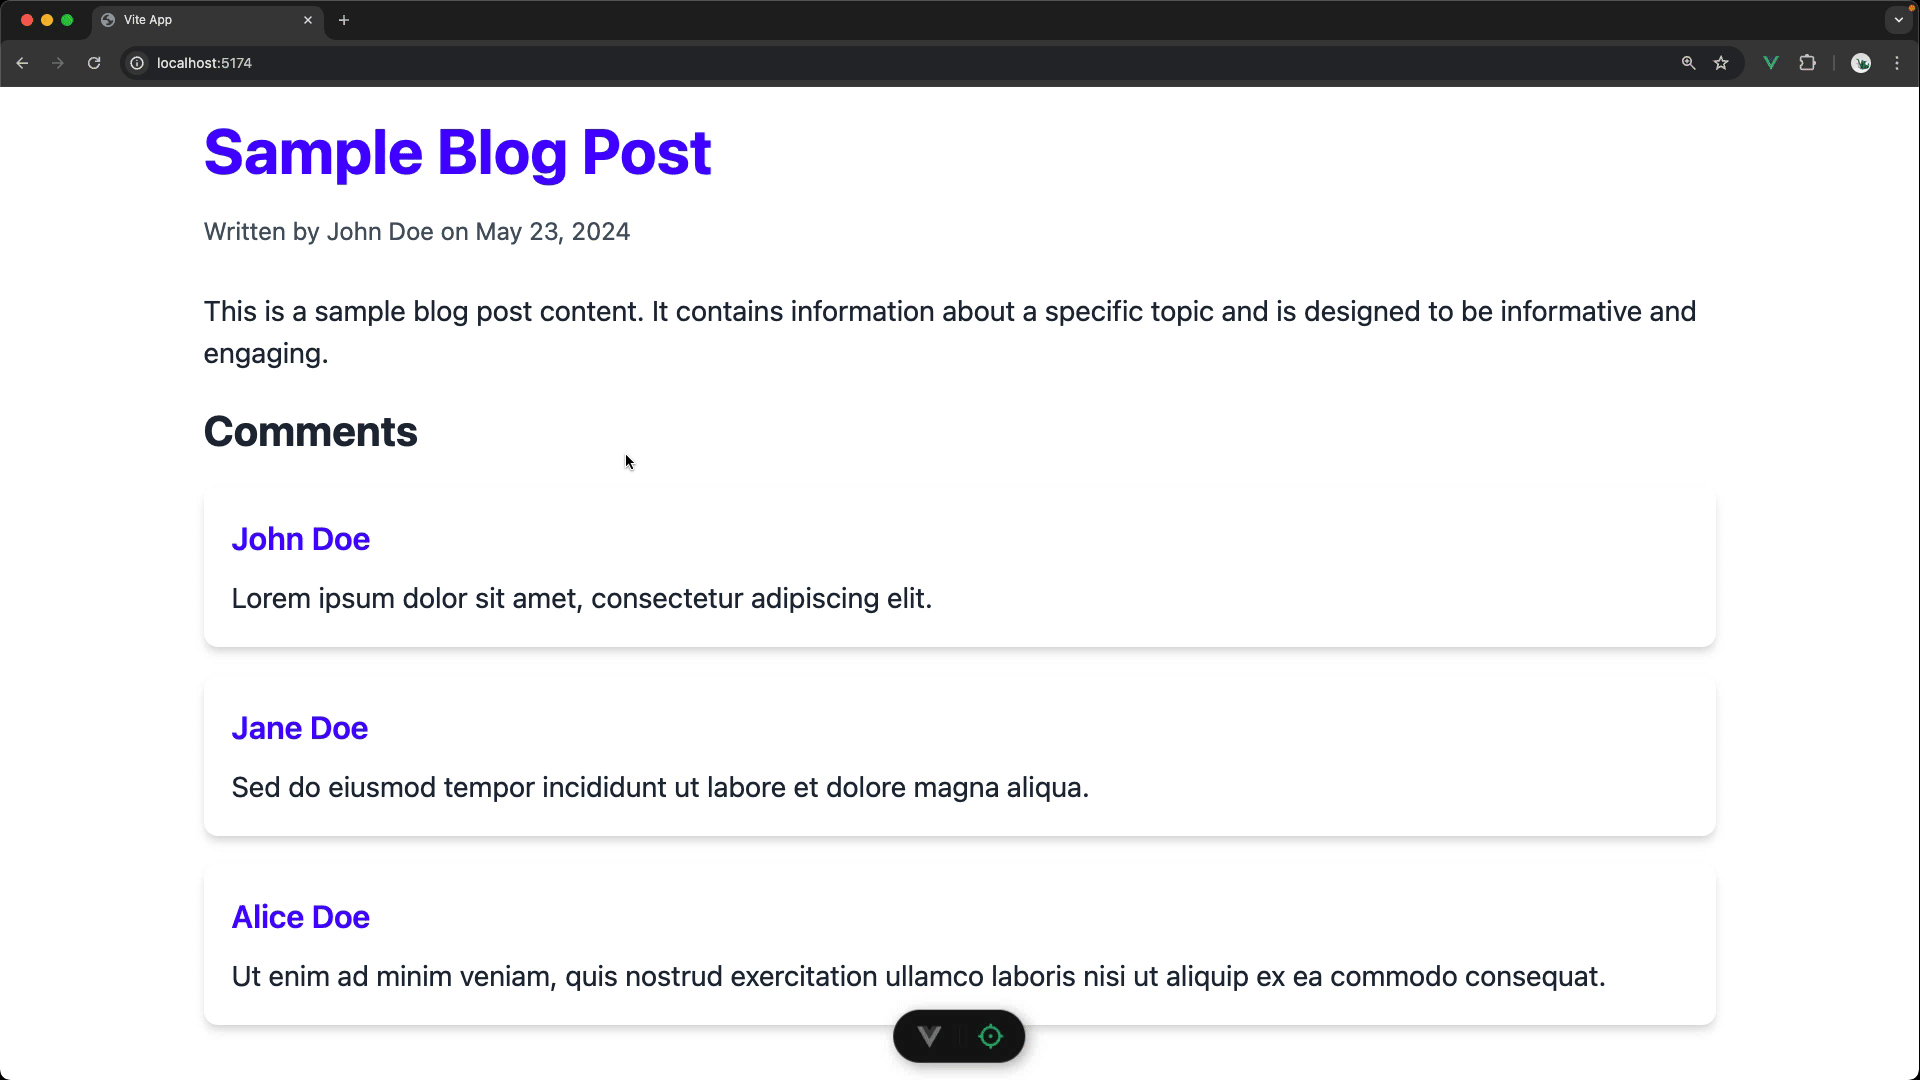 Vite App
localhost:5174
Sample Blog Post
Written by John Doe on May 23, 2024
This is a sample blog post content. It contains information about a specific topic and is designed to be informative and
engaging.
Comments
John Doe
Lorem ipsum dolor sit amet, consectetur adipiscing elit.
Jane Doe
Sed do eiusmod tempor incididunt ut labore et dolore magna aliqua.
Alice Doe
Ut enim ad minim veniam, quis nostrud exercitation ullamco laboris nisi ut aliquip ex ea commodo consequat.